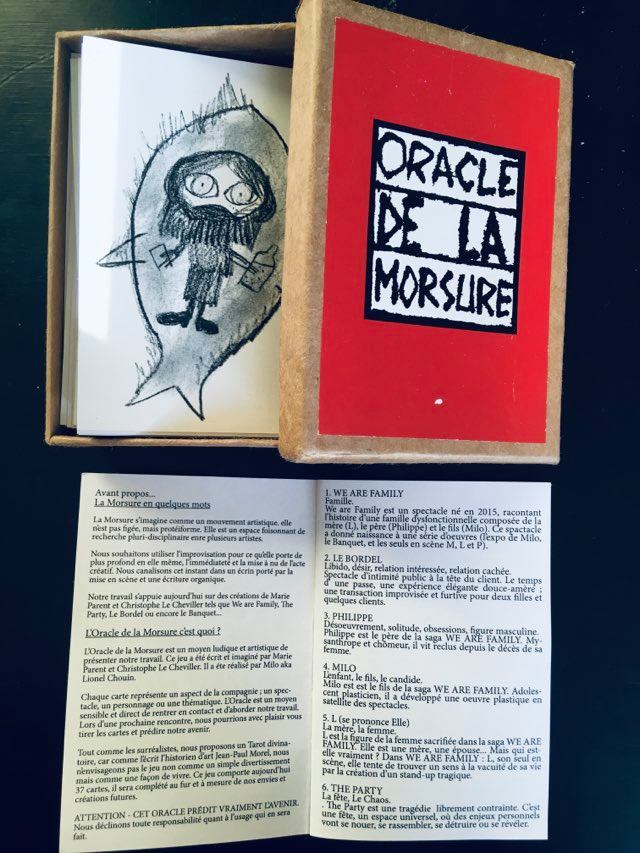 ORACLE
DE LA
MORSURE
Avant propos...
La Morsure en quelques mots
La Morsure s'imagine comme un mouvement artistique. elle
n'est pas figée, mais protéiforme. Elle est un espace foisonnant de
recherche pluri-disciplinaire enre plusieurs artistes.
Nous souhaitons utiliser l'improvisation pour ce qu'elle porte de
plus profond en elle même, l'immédiateté et la mise à nu de l'acte
créatif. Nous canalisons cet instant dans un écrin porté par la
mise en scène et une écriture organique.
Notre travail s'appuie aujourd'hui sur des créations de Marie
Parent et Christophe Le Cheviller tels que We are Family, The
Party, Le Bordel ou encore le Banquet...
L'Oracle de la Morsure c'est quoi ?
L'Oracle de la Morsure est un moyen ludique et artistique de
présenter notre travail. Ce jeu a été écrit et imaginé par Marie
Parent et Christophe Le Cheviller. Il a éte réalisé par Milo aka
Lionel Chouin.
Chaque carte représente un aspect de la compagnie ; un spec-
tacle, un personnage ou une thématique. L'Oracle est un moyen
sensible et direct de rentrer en contact et d'aborder notre travail.
Lors d'une prochaine rencontre, nous pourrions avec plaisir vous
tirer les cartes et prédire notre avenir.
Tout comme les surréalistes, nous proposons un Tarot divina-
toire, car comme l'écrit l'historien d'art Jean-Paul Morel, nous
n'envisageons pas le jeu non comme un simple divertissement
mais comme une façon de vivre. Ce jeu comporte aujourd'hui
37 cartes, il sera complété au fur et à mesure de nos envies et
créations futures.
ATTENTION - CET ORACLE PRÉDIT VRAIMENT L'AVENIR.
Nous déclinons toute responsabilité quant à l'usage qui en sera
fait.
1. WE ARE FAMILY
Famille.
We are Family est un spectacle né en 2015, racontant
l'histoire d'une famille dysfonctionnelle composée de la
mère (L), le père (Philippe) et le fils (Milo). Ce spectacle
a donné naissance à une série d'oeuvres (l'expo de Milo,
le Banquet, et les seuls en scène M, L et P).
2. LE BORDEL
Libido, désir, relation intéressée, relation cachée.
Spectacle d'intimité public à la tête du client. Le temps
d' une passe, une expérience élégante douce-amère ;
une transaction improvisée et furtive pour deux filles et
quelques clients.
3. PHILIPPE
Désoeuvrement, solitude, obsessions, figure masculine.
Philippe est le père de la saga WE ARE FAMILY. My-
santhrope et chômeur, il vit reclus depuis le décès de sa
femme.
4. MILO
L'enfant, le fils, le candide.
Milo est est le fils de la saga WE ARE FAMILY. Adoles-
cent plasticien, il a développé une oeuvre plastique en
satellite des spectacles.
5. L (se prononce Elle)
La mère, la femme.
L est la figure de la femme sacrifiée dans la saga WE ARE
FAMILY. Elle est une mère, une épouse... Mais qui est-
elle vraiment ? Dans WE ARE FAMILY : L, son seul en
scène, elle tente de trouver un sens à la vacuité de sa vie
par la création d'un stand-up tragique.
6. THE PARTY
La fête, Le Chaos.
. The Party est une tragédie librement contrainte. C'est
une fête, un espace universel, où des enjeux personnels
vont se nouer, se rassembler, se détruire ou se révéler.